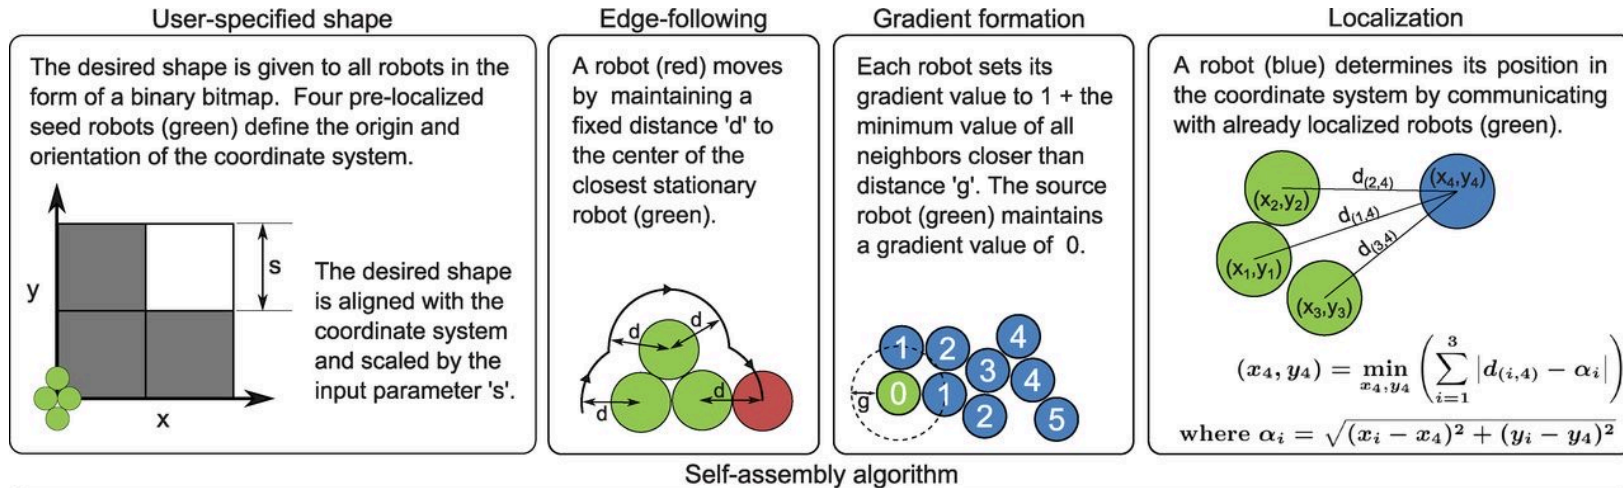 User-specified shape
The desired shape is given to all robots in the
form of a binary bitmap. Four pre-localized
seed robots (green) define the origin and
orientation of the coordinate system.
y
s
x
The desired shape
is aligned with the
coordinate system
and scaled by the
input parameter 's'.
Edge-following
A robot (red) moves
by maintaining a
fixed distance 'd' to
the center of the
closest stationary
robot (green).
d
d
d
d
Gradient formation
Each robot sets its
gradient value to 1 + the
minimum value of all
neighbors closer than
distance 'g'. The source
robot (green) maintains
a gradient value of 0.
1 2 4
3
g 0 1 4
2 5
Localization
A robot (blue) determines its position in
the coordinate system by communicating
with already localized robots (green).
(x₂,y₂) d(2,4) (x₄,y₄)
d(1,4)
(x₁,y₁) d(3,4)
(x₃,y₃)
(x₄, y₄) = min x₄,y₄ ( ∑ i=1 3 |d(i,4) − αᵢ| )
where αᵢ = √(xᵢ − x₄)² + (yᵢ − y₄)²
Self-assembly algorithm